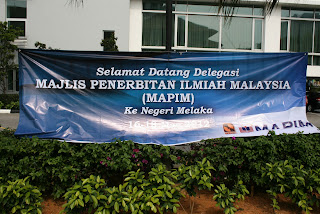 Selamat Datang Delegasi
MAJLIS PENERBITAN ILMIAH MALAYSIA
(MAPIM)
Ke Negeri Melaka